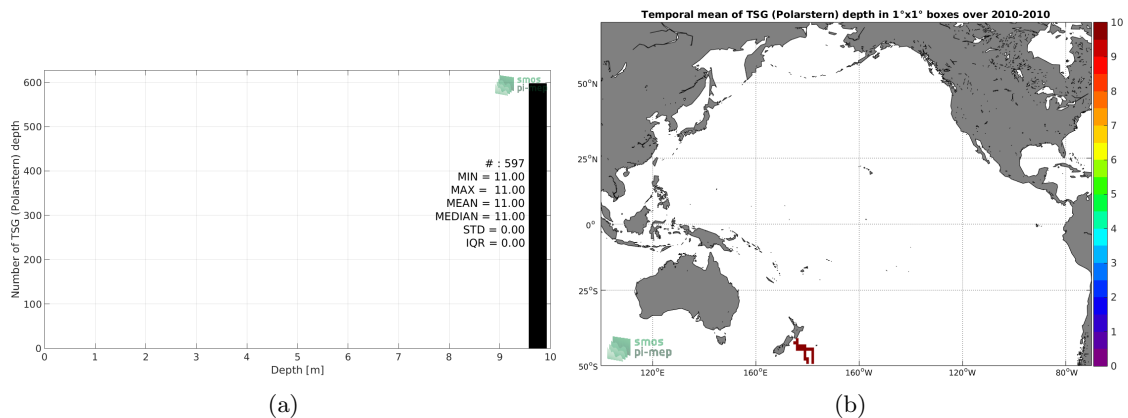 600
500
400
300
200
100
0
Number of TSG (Polarstern) depth
smos
pi-mep
# : 597
MIN = 11.00
MAX = 11.00
MEAN = 11.00
MEDIAN = 11.00
STD = 0.00
IQR = 0.00
0 1 2 3 4 5 6 7 8 9 10
Depth [m]
(a)
Temporal mean of TSG (Polarstern) depth in 1°x1° boxes over 2010-2010
50°N
25°N
0°
25°S
50°S
smos
pi-mep
120°E 160°E 160°W 120°W 80°W
10
9
8
7
6
5
4
3
2
1
0
(b)